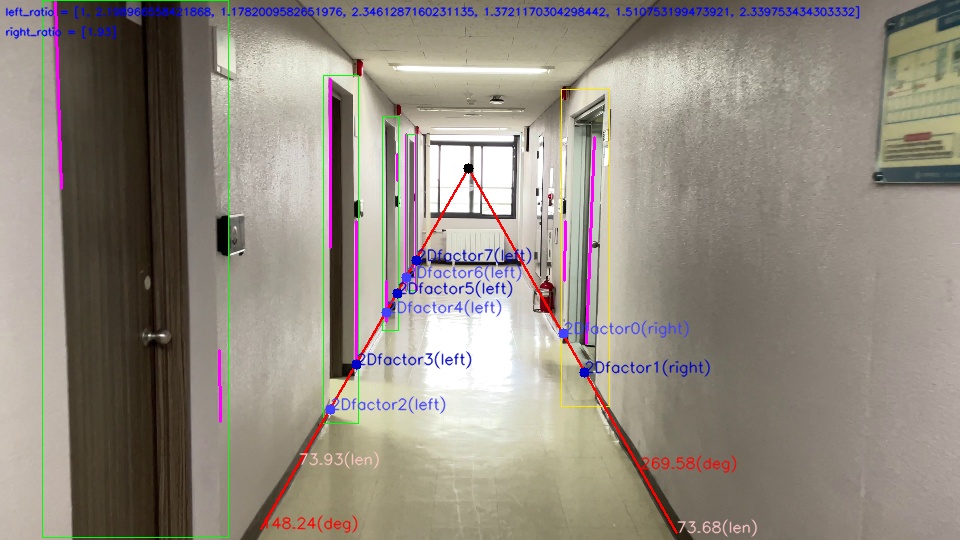 left_ratio = [1. 1.1782009582651976, 2.3461287160231135, 1.3721170304298442, 1.510753199473921, 2.339753434303332]
right_ratio = [1.93]
2Dfactor7(left)
2Dfactor6(left)
2Dfactor5(left)
2Dfactor4(left)
2Dfactor0(right)
2Dfactor3(left)
2Dfactor1(right)
2Dfactor2(left)
73.93(len)
269.58(deg)
148.24(deg)
73.68(len)